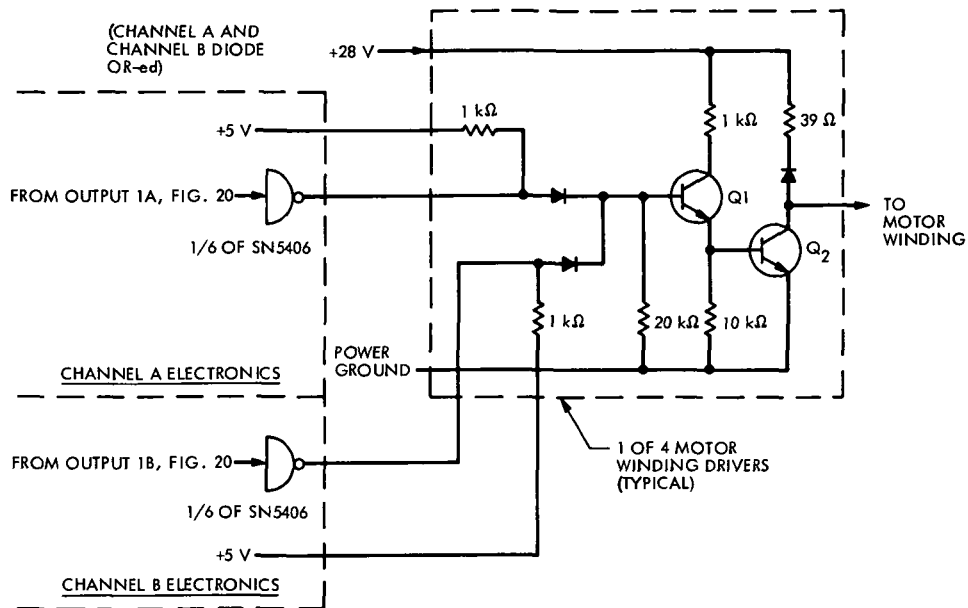 (CHANNEL A AND
CHANNEL B DIODE
OR-ed)
+28 V
1 kΩ
+5 V
1 kΩ
39 Ω
FROM OUTPUT 1A, FIG. 20
Q1
TO
MOTOR
WINDING
1/6 OF SN5406
Q2
1 kΩ
20 kΩ
10 kΩ
POWER
GROUND
CHANNEL A ELECTRONICS
1 OF 4 MOTOR
WINDING DRIVERS
(TYPICAL)
FROM OUTPUT 1B, FIG. 20
1/6 OF SN5406
+5 V
CHANNEL B ELECTRONICS